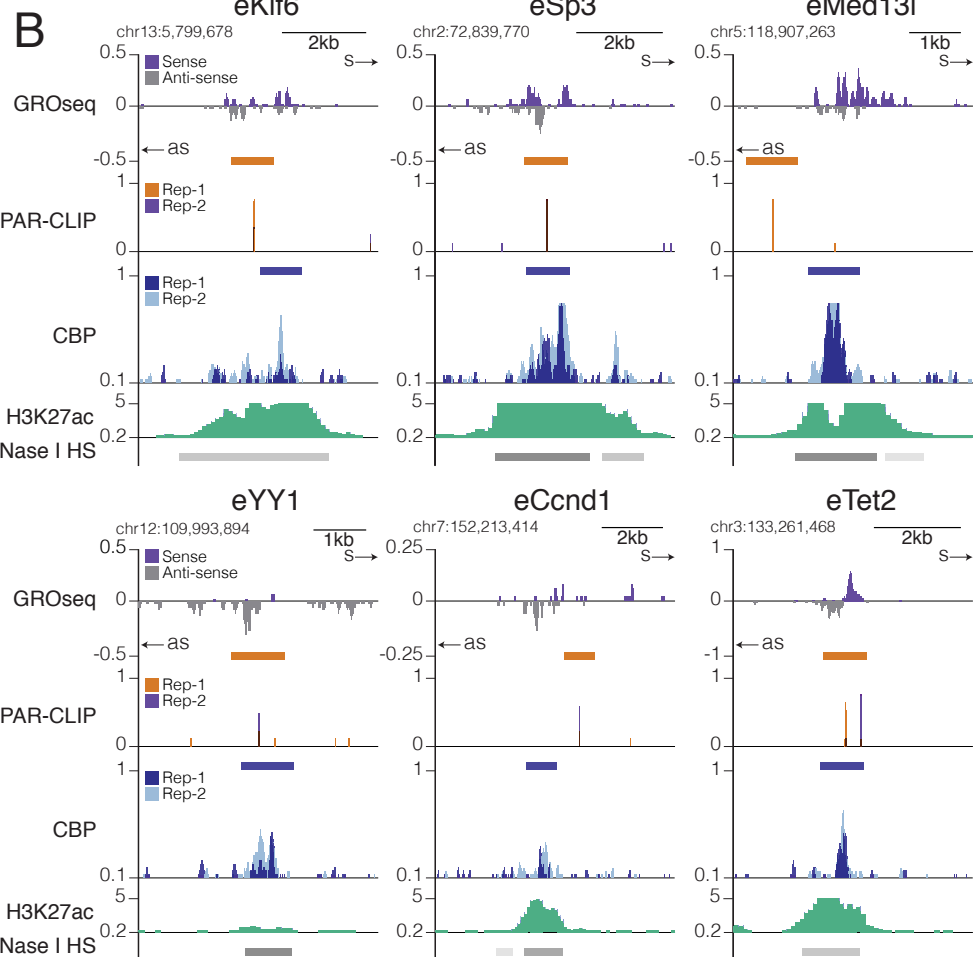 B
eKlf6 eSp3 eMed13l
chr13:5,799,678 chr2:72,839,770 chr5:118,907,263
2kb 2kb 1kb
0.5 0.5 0.5
Sense S→ S→ S→
Anti-sense
GROseq
0 0 0
←as ←as ←as
-0.5 -0.5 -0.5
1 1 1
Rep-1
Rep-2
PAR-CLIP
0 0 0
1 1 1
Rep-1
Rep-2
CBP
0.1 0.1 0.1
H3K27ac
5 5 5
0.2 0.2 0.2
Nase I HS
eYY1 eCcnd1 eTet2
chr12:109,993,894 chr7:152,213,414 chr3:133,261,468
1kb 2kb 2kb
0.5 0.25 1
Sense S→ S→ S→
Anti-sense
GROseq
0 0 0
←as ←as ←as
-0.5 -0.25 -1
1 1 1
Rep-1
Rep-2
PAR-CLIP
0 0 0
1 1 1
Rep-1
Rep-2
CBP
0.1 0.1 0.1
H3K27ac
5 5 5
0.2 0.2 0.2
Nase I HS